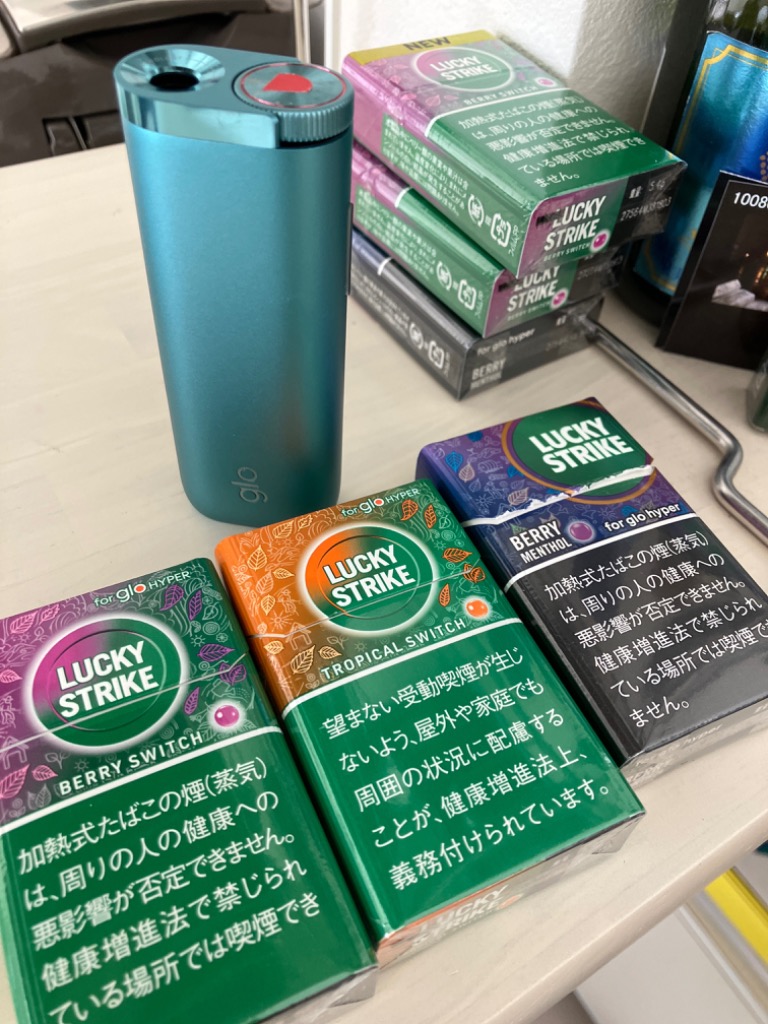 NEW
LUCKY
STRIKE
BERRY SWITCH
加熱式たばこの煙(蒸気)
は、周りの人の健康への
悪影響が否定できません。
健康増進法で禁じられ
ている場所では喫煙でき
ません。
LUCKY
STRIKE
BERRY SWITCH
LUCKY
STRIKE
BERRY SWITCH
for glo hyper
BERRY
MENTHOL
1008
glo
for glo HYPER
LUCKY
STRIKE
BERRY SWITCH
加熱式たばこの煙(蒸気)
は、周りの人の健康への
悪影響が否定できません。
健康増進法で禁じられ
ている場所では喫煙でき
for glo HYPER
LUCKY
STRIKE
TROPICAL SWITCH
望まない受動喫煙が生じ
ないよう、屋外や家庭でも
周囲の状況に配慮する
ことが、健康増進法上、
義務付けられています。
LUCKY
STRIKE
LUCKY
STRIKE
BERRY
MENTHOL
for glo hyper
加熱式たばこの煙(蒸気)
は、周りの人の健康への
悪影響が否定できません。
健康増進法で禁じられ
ている場所では喫煙で
ません。